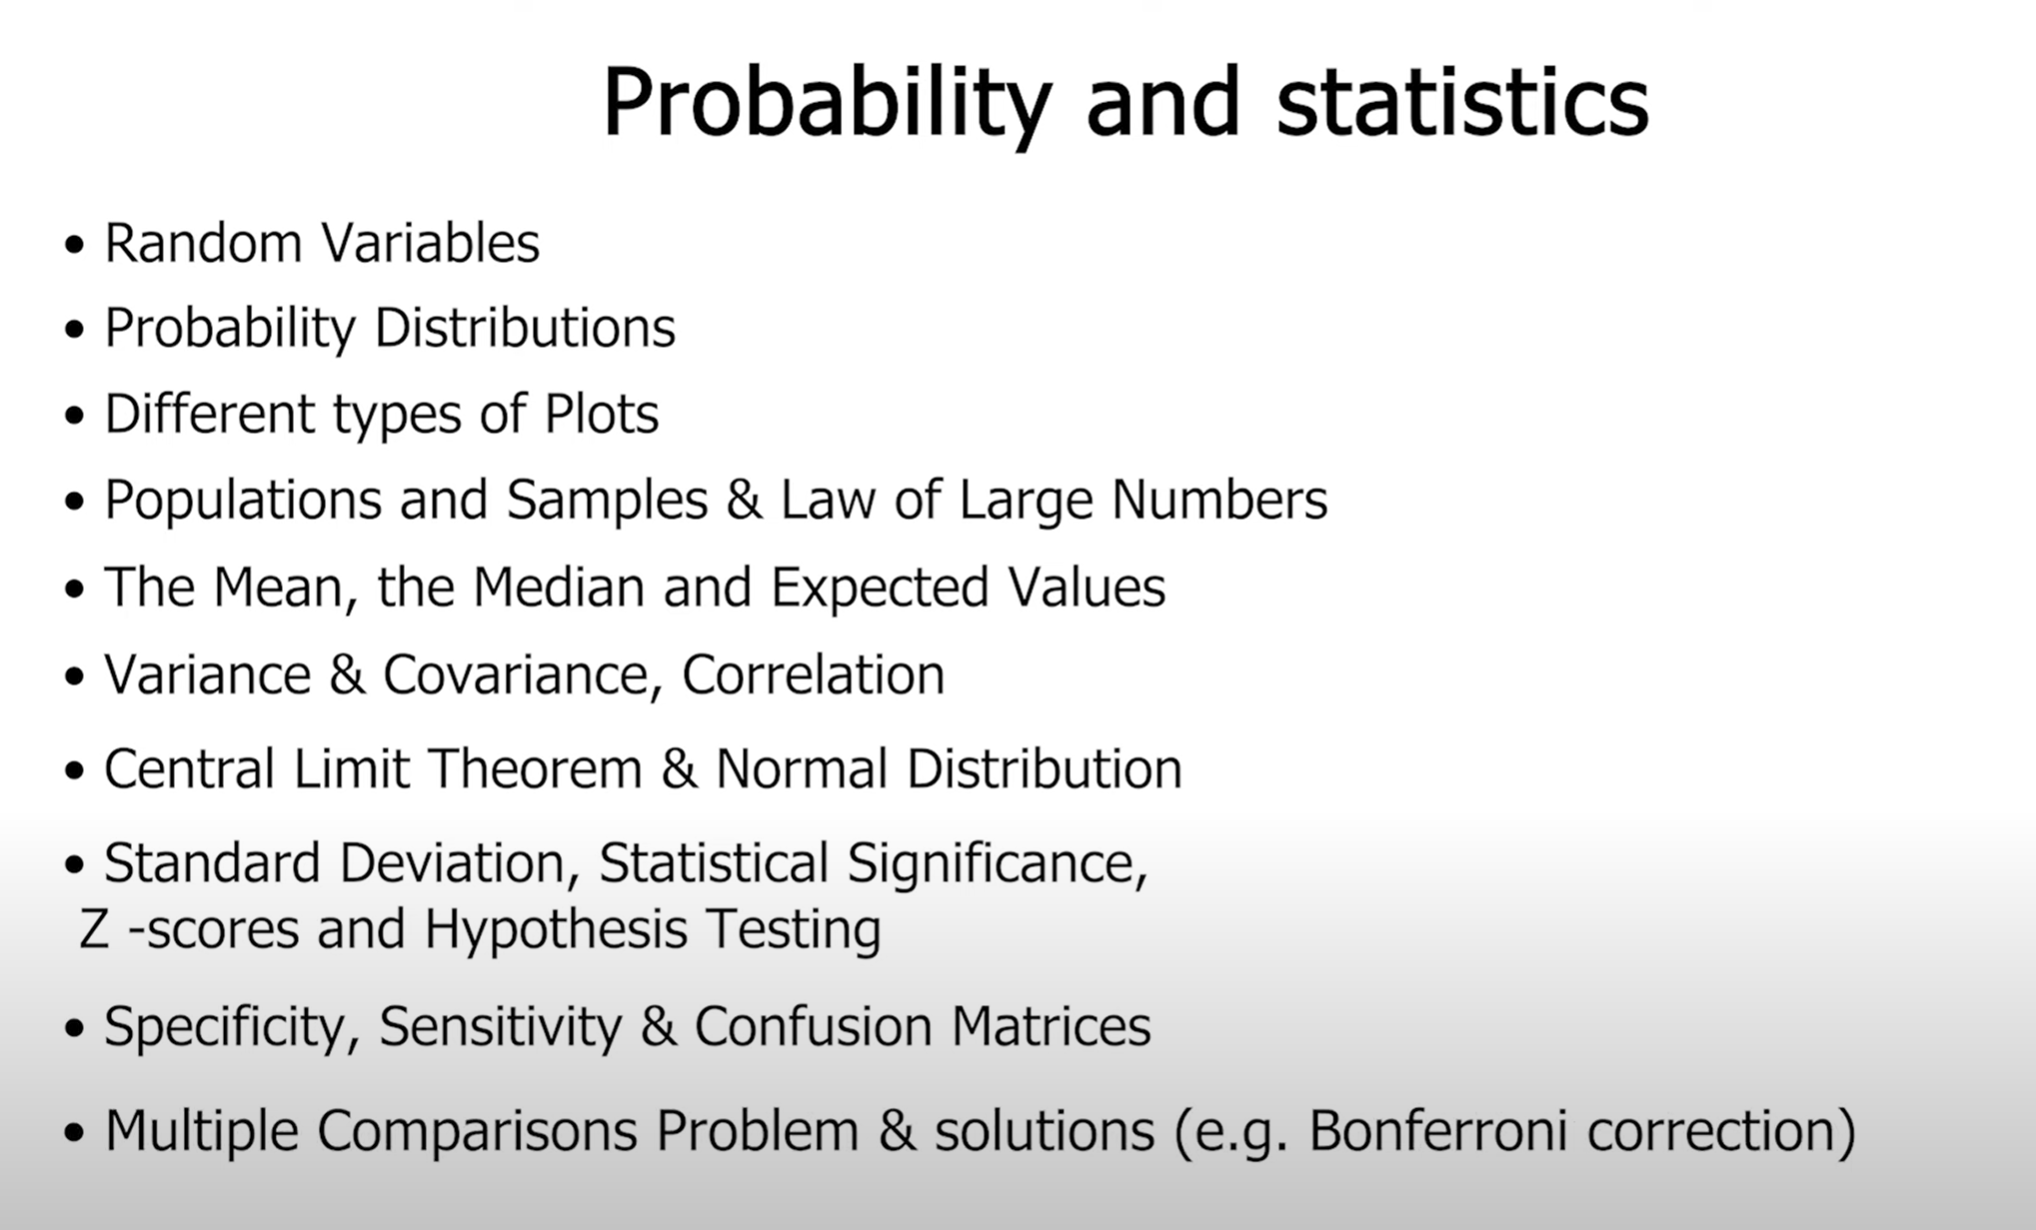 Probability and statistics
• Random Variables
• Probability Distributions
• Different types of Plots
• Populations and Samples & Law of Large Numbers
• The Mean, the Median and Expected Values
• Variance & Covariance, Correlation
• Central Limit Theorem & Normal Distribution
• Standard Deviation, Statistical Significance,
Z -scores and Hypothesis Testing
• Specificity, Sensitivity & Confusion Matrices
• Multiple Comparisons Problem & solutions (e.g. Bonferroni correction)